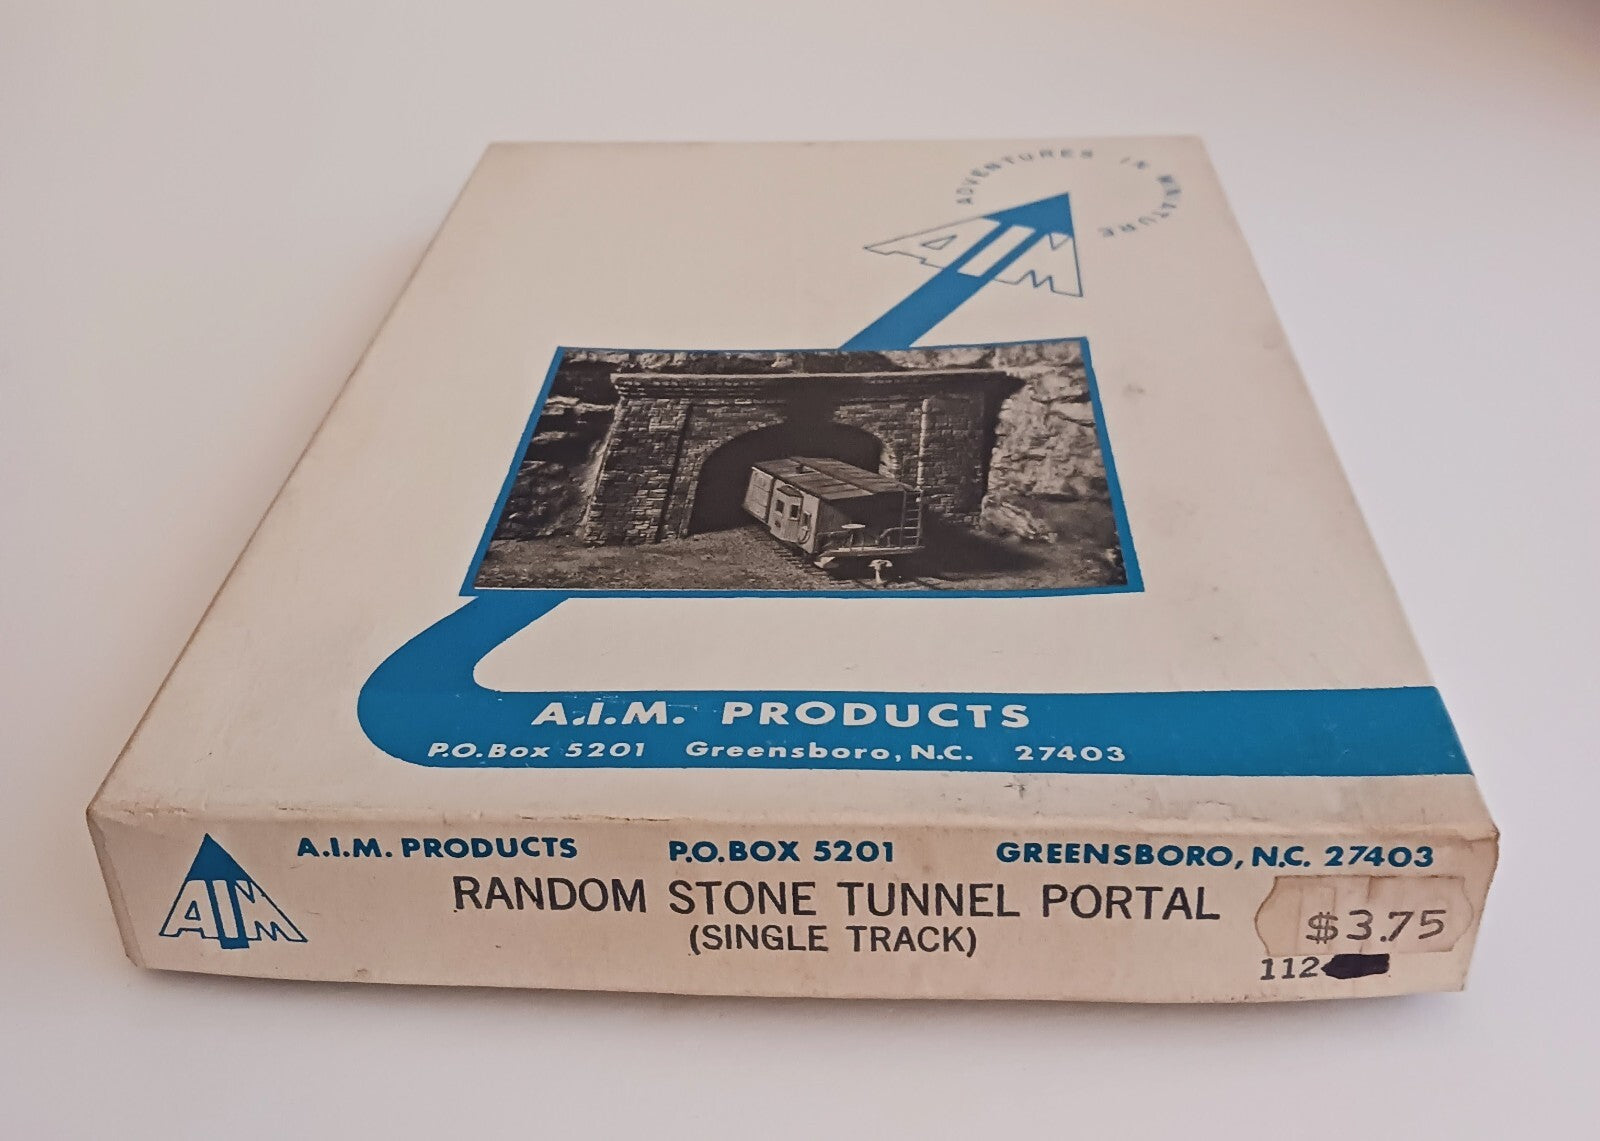 ADVENTURES IN MINIATURE
AIM
A.I.M. PRODUCTS
P.O.Box 5201 Greensboro, N.C. 27403
AIM
A.I.M. PRODUCTS P.O.BOX 5201 GREENSBORO, N.C. 27403
RANDOM STONE TUNNEL PORTAL
(SINGLE TRACK)
$3.75
112